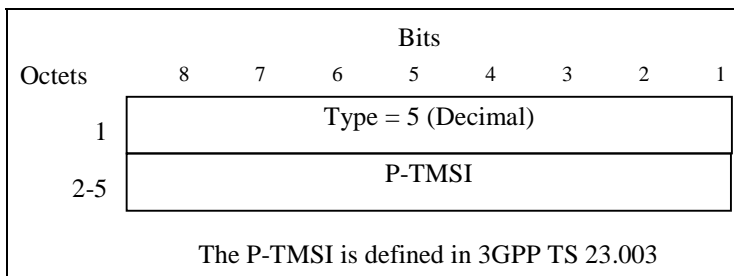 Bits
Octets 8 7 6 5 4 3 2 1
1 Type = 5 (Decimal)
2-5 P-TMSI
The P-TMSI is defined in 3GPP TS 23.003